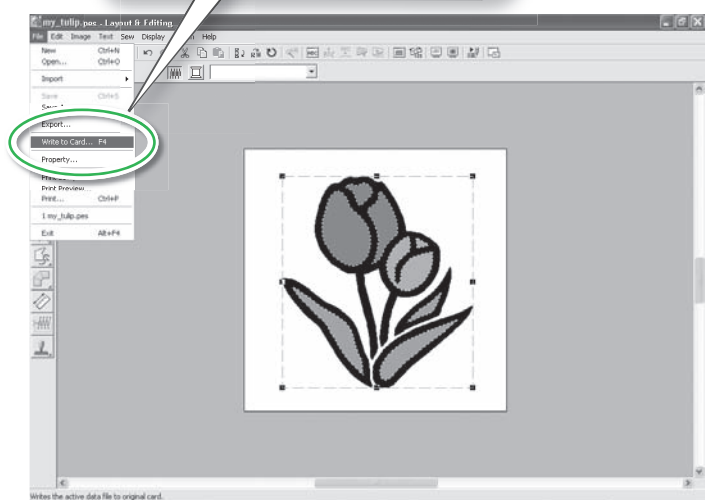 my_tulip.pes - Layout & Editing
File Edit Image Text Sew Display Help
New Ctrl+N
Open... Ctrl+O
Import
Save Ctrl+S
Export...
Write to Card... F4
Property...
Print Preview...
Print... Ctrl+P
1 my_tulip.pes
Exit Alt+F4
Writes the active data file to original card.